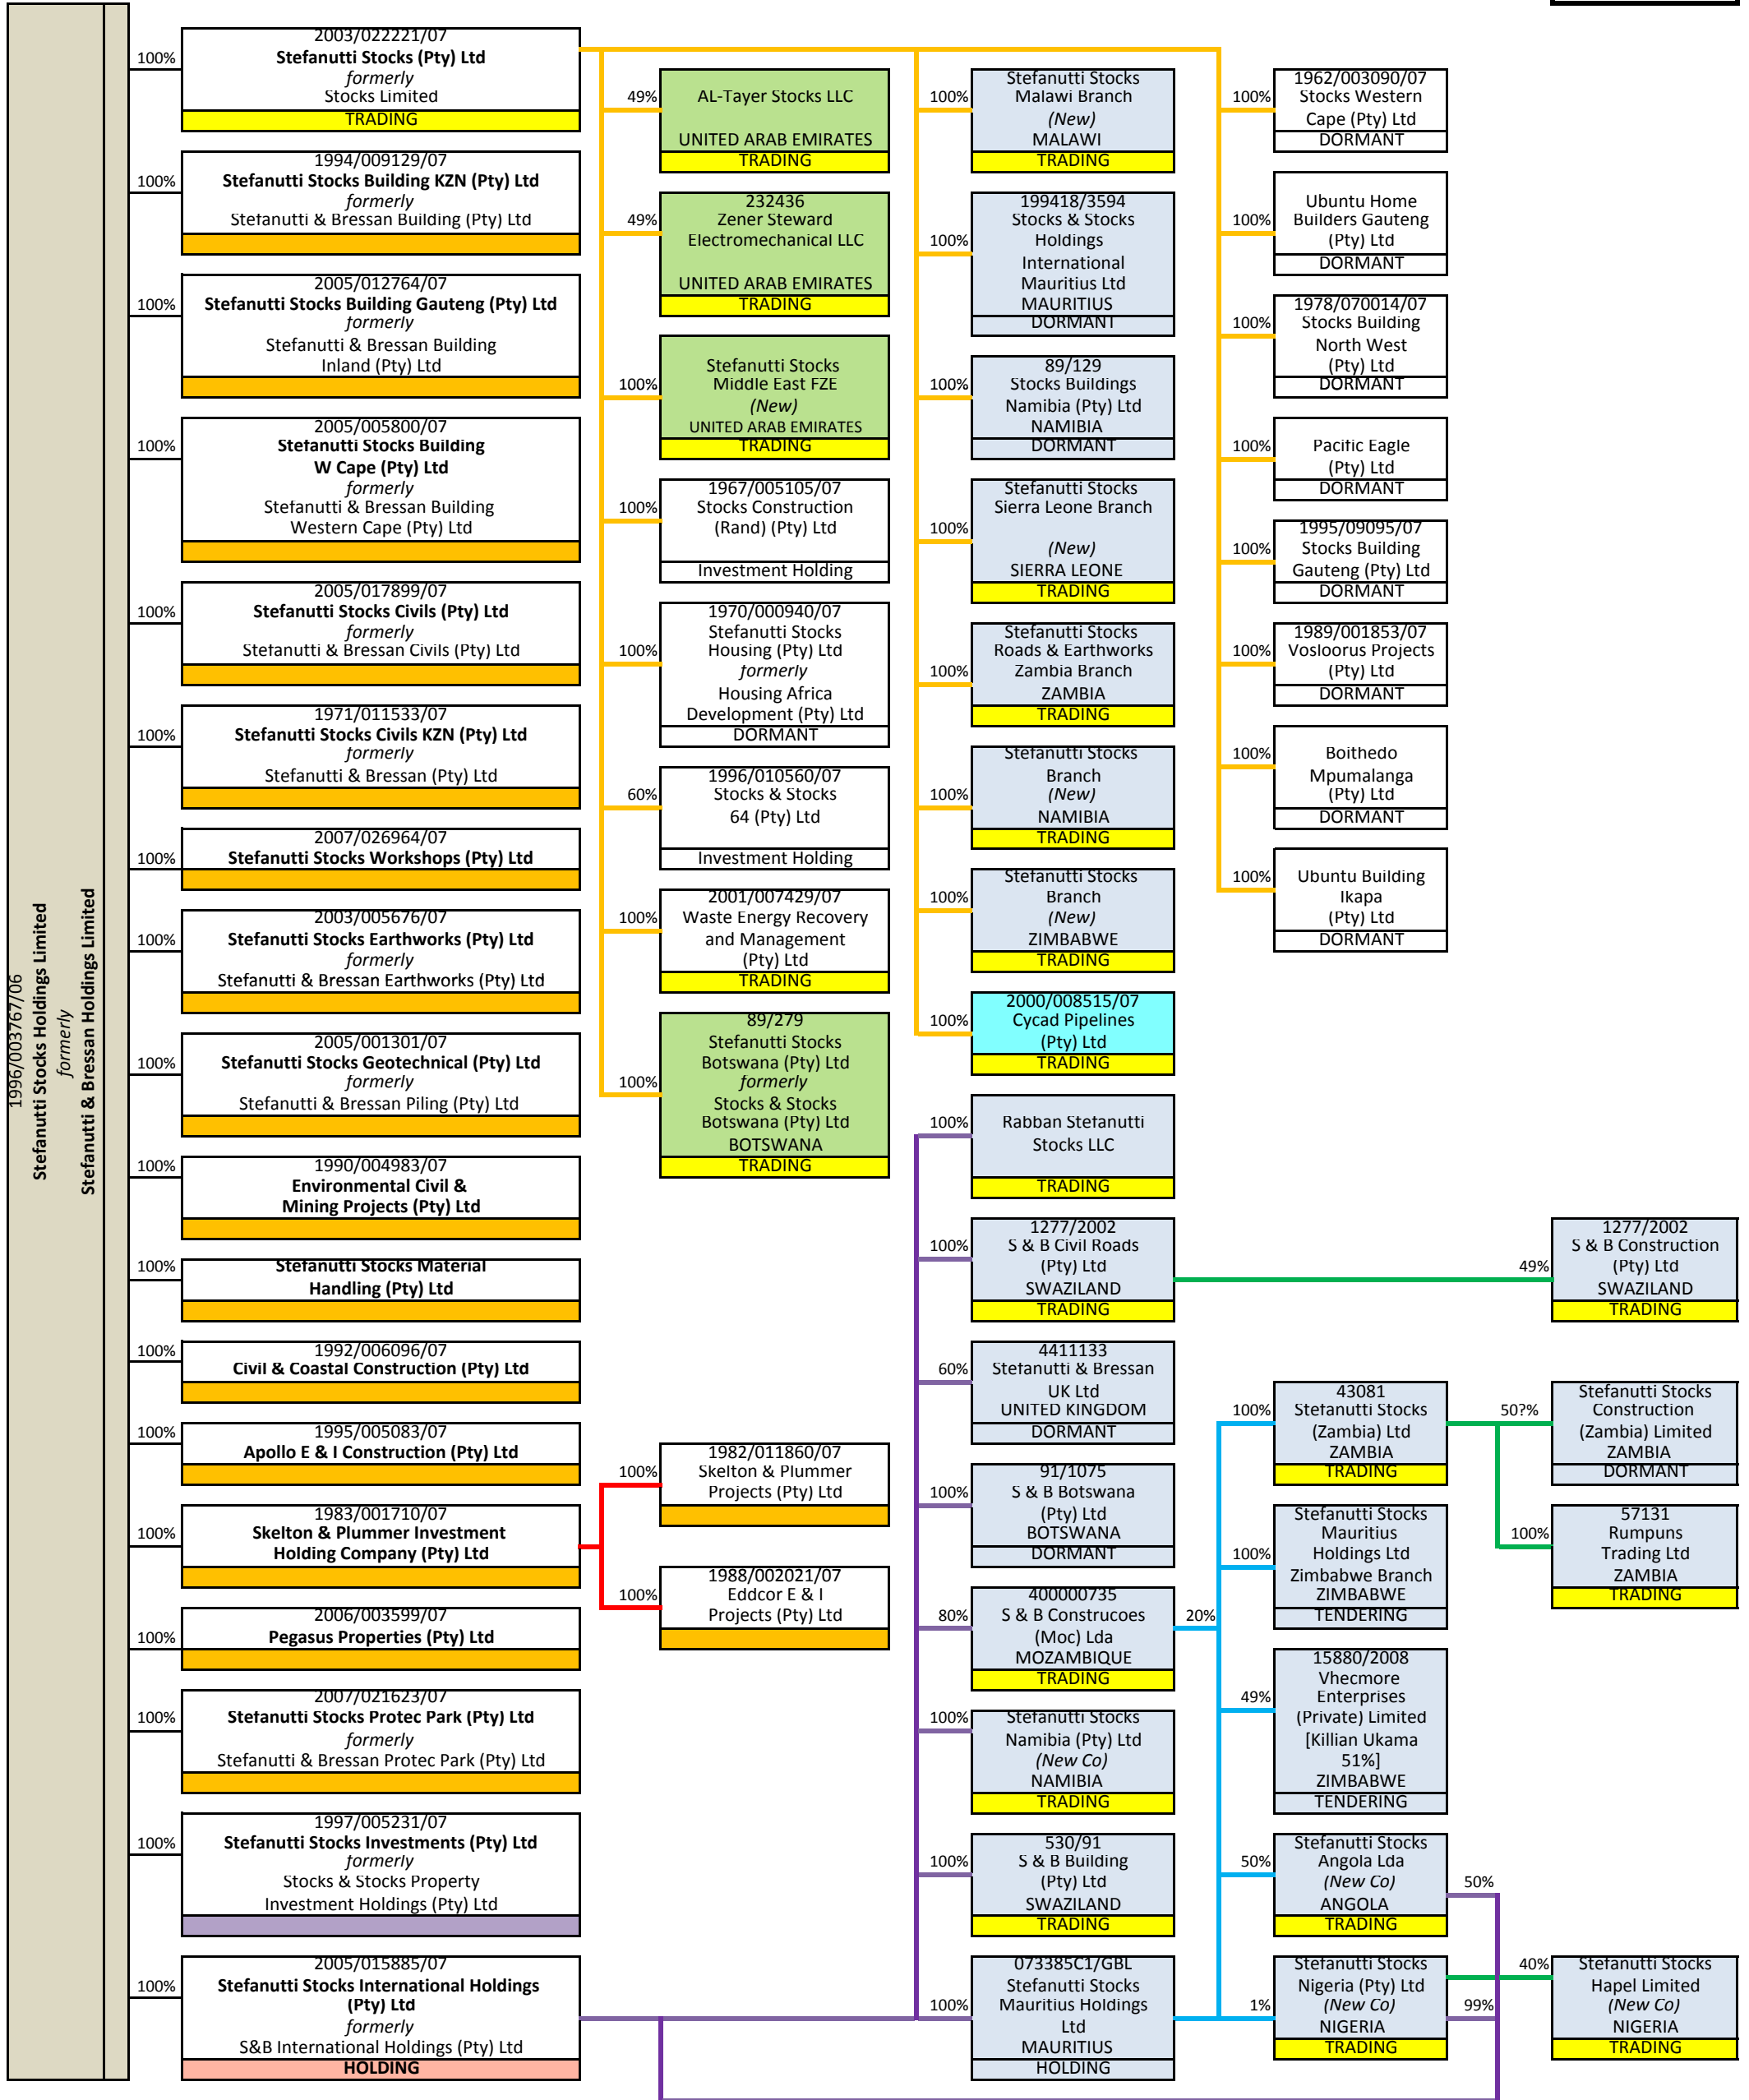 1996/003767/06
Stefanutti Stocks Holdings Limited
formerly
Stefanutti & Bressan Holdings Limited
100%
2003/022221/07
Stefanutti Stocks (Pty) Ltd
formerly
Stocks Limited
TRADING
100%
1994/009129/07
Stefanutti Stocks Building KZN (Pty) Ltd
formerly
Stefanutti & Bressan Building (Pty) Ltd
100%
2005/012764/07
Stefanutti Stocks Building Gauteng (Pty) Ltd
formerly
Stefanutti & Bressan Building
Inland (Pty) Ltd
100%
2005/005800/07
Stefanutti Stocks Building
W Cape (Pty) Ltd
formerly
Stefanutti & Bressan Building
Western Cape (Pty) Ltd
100%
2005/017899/07
Stefanutti Stocks Civils (Pty) Ltd
formerly
Stefanutti & Bressan Civils (Pty) Ltd
100%
1971/011533/07
Stefanutti Stocks Civils KZN (Pty) Ltd
formerly
Stefanutti & Bressan (Pty) Ltd
100%
2007/026964/07
Stefanutti Stocks Workshops (Pty) Ltd
100%
2003/005676/07
Stefanutti Stocks Earthworks (Pty) Ltd
formerly
Stefanutti & Bressan Earthworks (Pty) Ltd
100%
2005/001301/07
Stefanutti Stocks Geotechnical (Pty) Ltd
formerly
Stefanutti & Bressan Piling (Pty) Ltd
100%
1990/004983/07
Environmental Civil &
Mining Projects (Pty) Ltd
100%
Stefanutti Stocks Material
Handling (Pty) Ltd
100%
1992/006096/07
Civil & Coastal Construction (Pty) Ltd
100%
1995/005083/07
Apollo E & I Construction (Pty) Ltd
100%
1983/001710/07
Skelton & Plummer Investment
Holding Company (Pty) Ltd
100%
2006/003599/07
Pegasus Properties (Pty) Ltd
100%
2007/021623/07
Stefanutti Stocks Protec Park (Pty) Ltd
formerly
Stefanutti & Bressan Protec Park (Pty) Ltd
100%
1997/005231/07
Stefanutti Stocks Investments (Pty) Ltd
formerly
Stocks & Stocks Property
Investment Holdings (Pty) Ltd
100%
2005/015885/07
Stefanutti Stocks International Holdings
(Pty) Ltd
formerly
S&B International Holdings (Pty) Ltd
HOLDING
49%
AL-Tayer Stocks LLC
UNITED ARAB EMIRATES
TRADING
49%
232436
Zener Steward
Electromechanical LLC
UNITED ARAB EMIRATES
TRADING
100%
Stefanutti Stocks
Middle East FZE
(New)
UNITED ARAB EMIRATES
TRADING
100%
1967/005105/07
Stocks Construction
(Rand) (Pty) Ltd
Investment Holding
100%
1970/000940/07
Stefanutti Stocks
Housing (Pty) Ltd
formerly
Housing Africa
Development (Pty) Ltd
DORMANT
60%
1996/010560/07
Stocks & Stocks
64 (Pty) Ltd
Investment Holding
100%
2001/007429/07
Waste Energy Recovery
and Management
(Pty) Ltd
TRADING
100%
89/279
Stefanutti Stocks
Botswana (Pty) Ltd
formerly
Stocks & Stocks
Botswana (Pty) Ltd
BOTSWANA
TRADING
100%
1982/011860/07
Skelton & Plummer
Projects (Pty) Ltd
100%
1988/002021/07
Eddcor E & I
Projects (Pty) Ltd
100%
Stefanutti Stocks
Malawi Branch
(New)
MALAWI
TRADING
100%
199418/3594
Stocks & Stocks
Holdings
International
Mauritius Ltd
MAURITIUS
DORMANT
100%
89/129
Stocks Buildings
Namibia (Pty) Ltd
NAMIBIA
DORMANT
100%
Stefanutti Stocks
Sierra Leone Branch
(New)
SIERRA LEONE
TRADING
100%
Stefanutti Stocks
Roads & Earthworks
Zambia Branch
ZAMBIA
TRADING
100%
Stefanutti Stocks
Branch
(New)
NAMIBIA
TRADING
100%
Stefanutti Stocks
Branch
(New)
ZIMBABWE
TRADING
100%
2000/008515/07
Cycad Pipelines
(Pty) Ltd
TRADING
100%
Rabban Stefanutti
Stocks LLC
TRADING
100%
1277/2002
S & B Civil Roads
(Pty) Ltd
SWAZILAND
TRADING
60%
4411133
Stefanutti & Bressan
UK Ltd
UNITED KINGDOM
DORMANT
100%
91/1075
S & B Botswana
(Pty) Ltd
BOTSWANA
DORMANT
80%
400000735
S & B Construcoes
(Moc) Lda
MOZAMBIQUE
TRADING
20%
100%
Stefanutti Stocks
Namibia (Pty) Ltd
(New Co)
NAMIBIA
TRADING
100%
530/91
S & B Building
(Pty) Ltd
SWAZILAND
TRADING
100%
073385C1/GBL
Stefanutti Stocks
Mauritius Holdings
Ltd
MAURITIUS
HOLDING
100%
1962/003090/07
Stocks Western
Cape (Pty) Ltd
DORMANT
100%
Ubuntu Home
Builders Gauteng
(Pty) Ltd
DORMANT
100%
1978/070014/07
Stocks Building
North West
(Pty) Ltd
DORMANT
100%
Pacific Eagle
(Pty) Ltd
DORMANT
100%
1995/09095/07
Stocks Building
Gauteng (Pty) Ltd
DORMANT
100%
1989/001853/07
Vosloorus Projects
(Pty) Ltd
DORMANT
100%
Boithedo
Mpumalanga
(Pty) Ltd
DORMANT
100%
Ubuntu Building
Ikapa
(Pty) Ltd
DORMANT
100%
43081
Stefanutti Stocks
(Zambia) Ltd
ZAMBIA
TRADING
100%
Stefanutti Stocks
Mauritius
Holdings Ltd
Zimbabwe Branch
ZIMBABWE
TENDERING
49%
15880/2008
Vhecmore
Enterprises
(Private) Limited
[Killian Ukama
51%]
ZIMBABWE
TENDERING
50%
Stefanutti Stocks
Angola Lda
(New Co)
ANGOLA
TRADING
50%
1%
Stefanutti Stocks
Nigeria (Pty) Ltd
(New Co)
NIGERIA
TRADING
99%
49%
1277/2002
S & B Construction
(Pty) Ltd
SWAZILAND
TRADING
50?%
Stefanutti Stocks
Construction
(Zambia) Limited
ZAMBIA
DORMANT
100%
57131
Rumpuns
Trading Ltd
ZAMBIA
TRADING
40%
Stefanutti Stocks
Hapel Limited
(New Co)
NIGERIA
TRADING